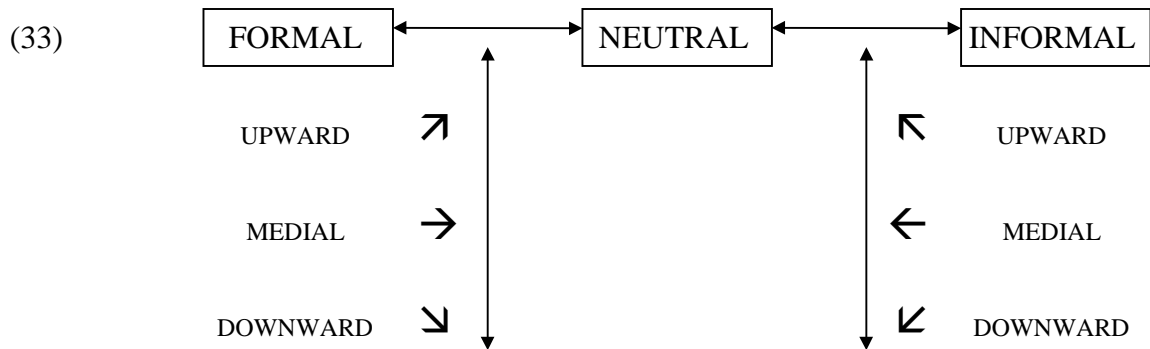 (33) FORMAL NEUTRAL INFORMAL
UPWARD UPWARD
MEDIAL MEDIAL
DOWNWARD DOWNWARD